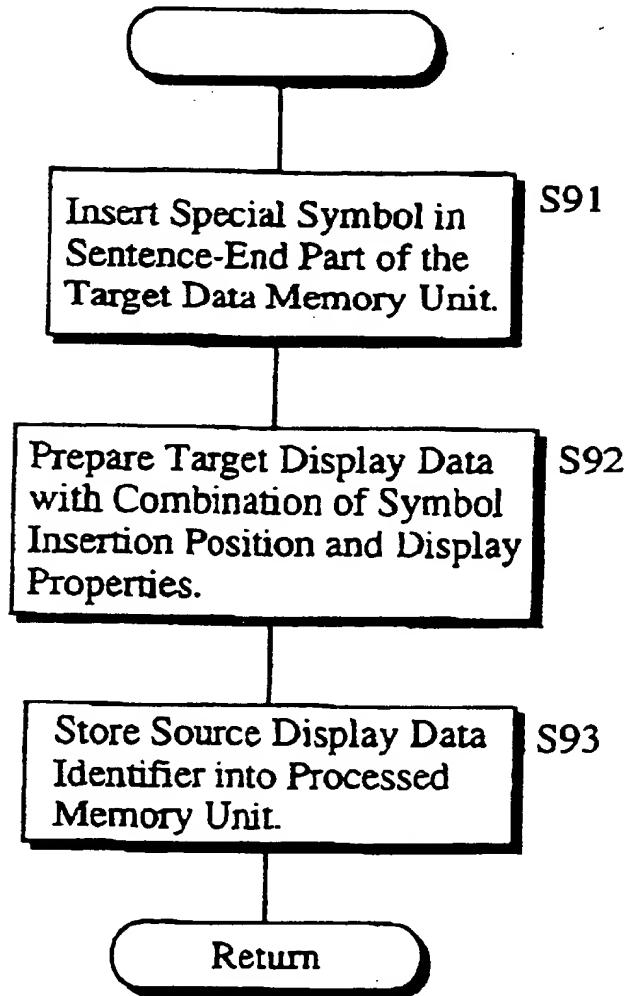 Insert Special Symbol in
S91
Sentence-End Part of the
Target Data Memory Unit.
Prepare Target Display Data
S92
with Combination of Symbol
Insertion Position and Display
Properties.
Store Source Display Data
S93
Identifier into Processed
Memory Unit.
Return